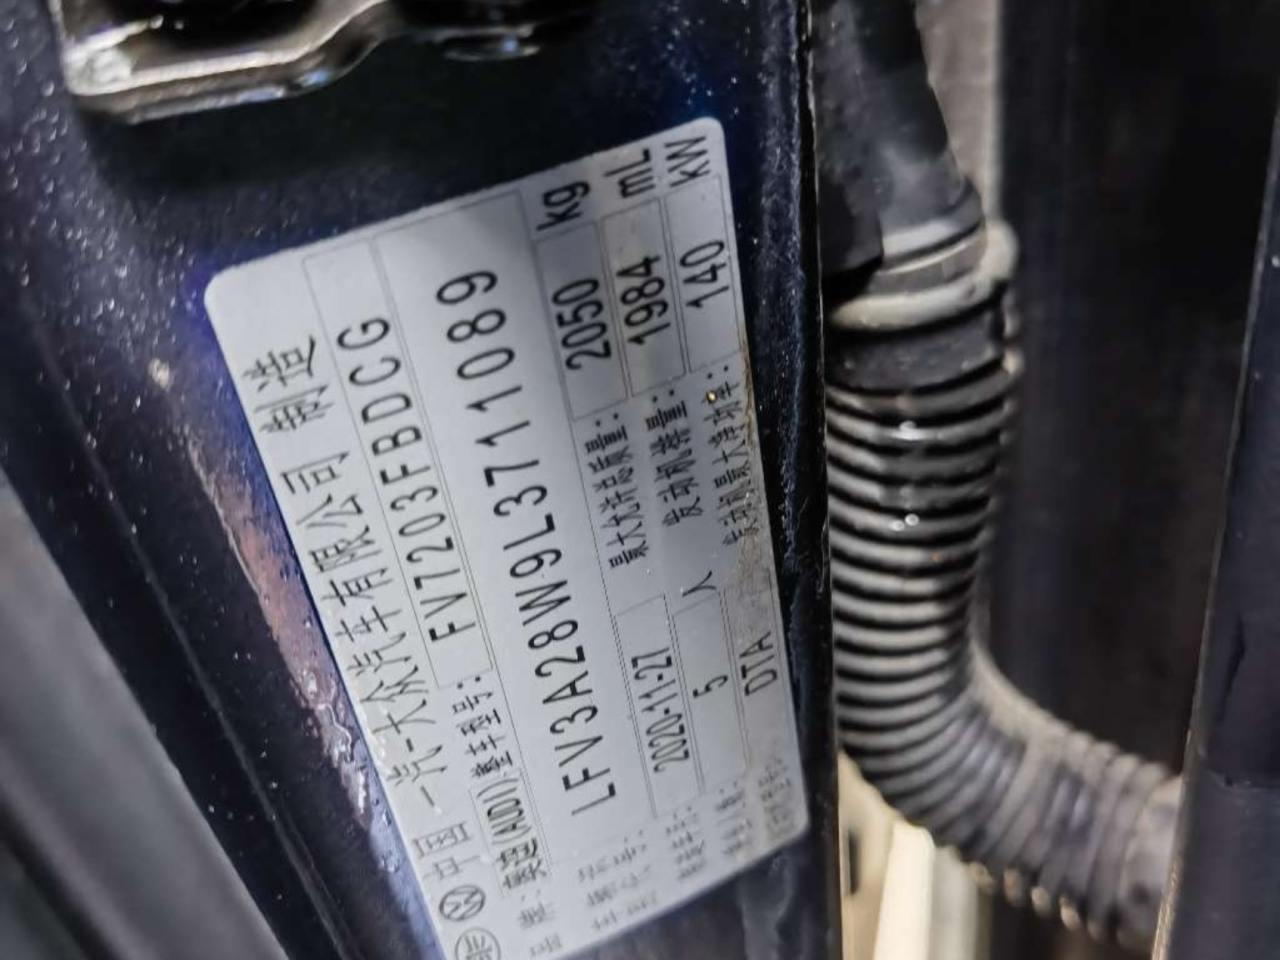 中国 一汽-大众汽车有限公司 制造
奥迪(AUDI) 整车型号: FV7203FBDCG
LFV3A28W9L3711089
2020-11-27 最大允许总质量: 2050 kg
5 人 发动机排量: 1984 mL
DTA 发动机最大净功率: 140 kW